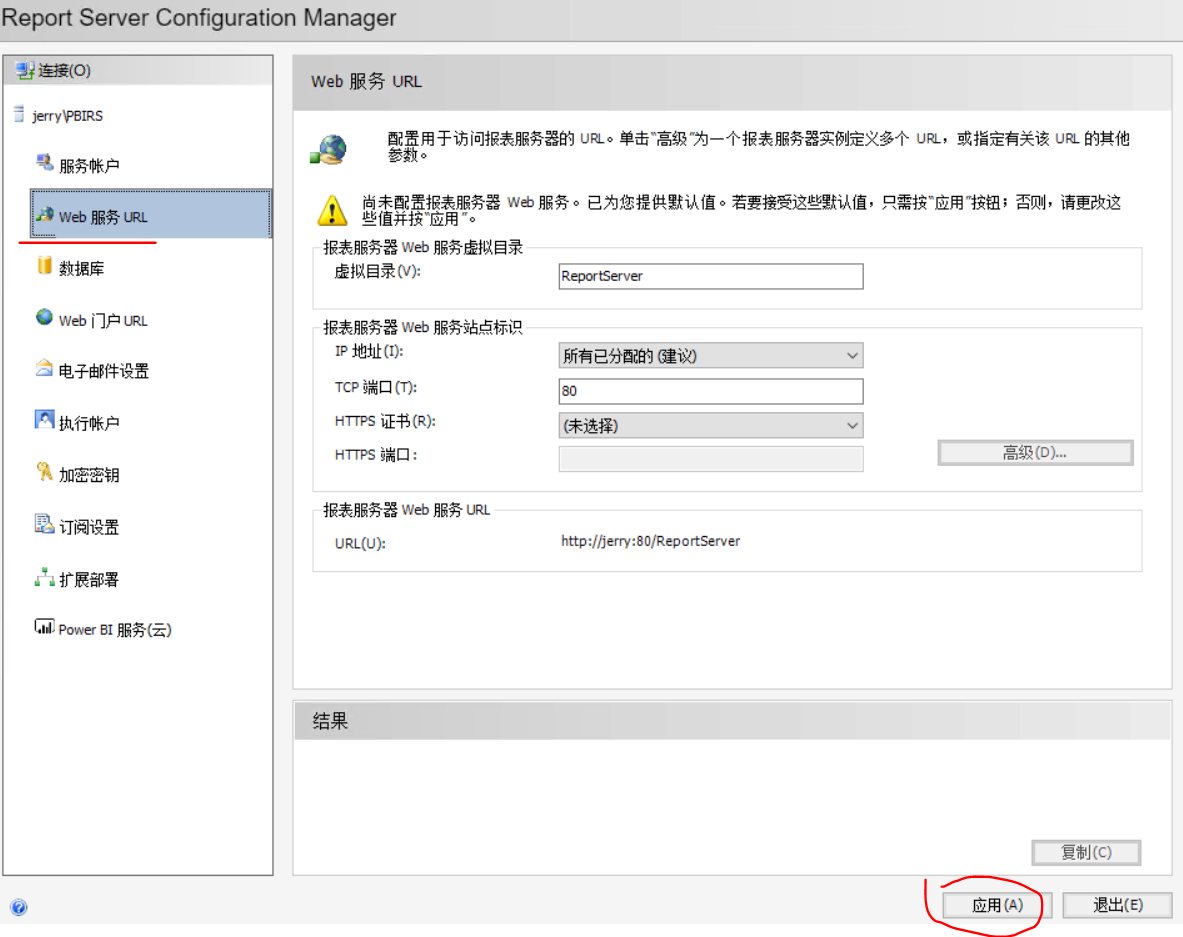 Report Server Configuration Manager
连接(O)
jerry\PBIRS
服务帐户
Web 服务 URL
数据库
Web 门户 URL
电子邮件设置
执行帐户
加密密钥
订阅设置
扩展部署
Power BI 服务(云)
Web 服务 URL
配置用于访问报表服务器的 URL。单击“高级”为一个报表服务器实例定义多个 URL，或指定有关该 URL 的其他
参数。
尚未配置报表服务器 Web 服务。已为您提供默认值。若要接受这些默认值，只需按“应用”按钮；否则，请更改这
些值并按“应用”。
报表服务器 Web 服务虚拟目录
虚拟目录(V):
ReportServer
报表服务器 Web 服务站点标识
IP 地址(I):
所有已分配的 (建议)
TCP 端口(T):
80
HTTPS 证书(R):
(未选择)
HTTPS 端口:
高级(D)...
报表服务器 Web 服务 URL
URL(U):
http://jerry:80/ReportServer
结果
复制(C)
应用(A)
退出(E)